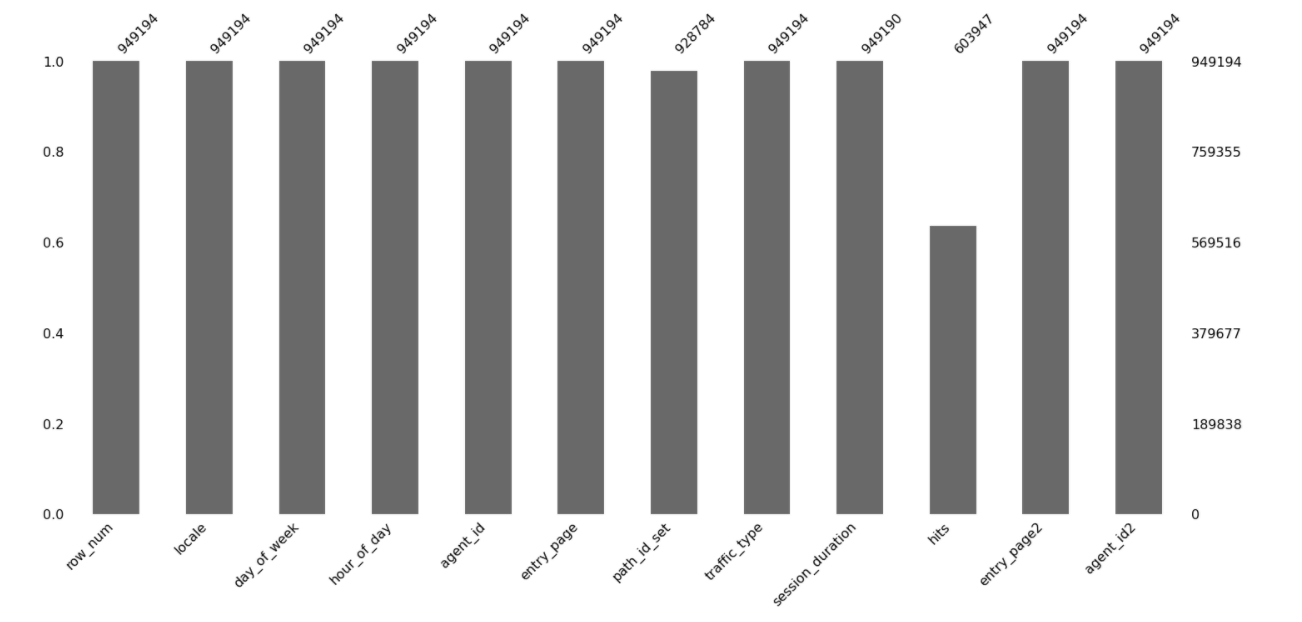 949194
949194
949194
949194
949194
949194
928784
949194
949190
603947
949194
949194
1.0
949194
0.8
759355
0.6
569516
0.4
379677
0.2
189838
0.0
0
row_num
locale
day_of_week
hour_of_day
agent_id
entry_page
path_id_set
traffic_type
session_duration
hits
entry_page2
agent_id2